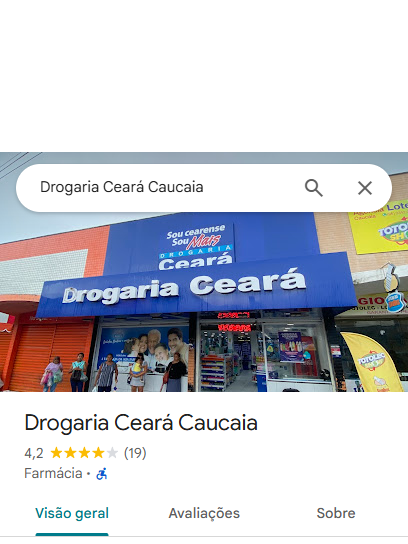 Drogaria Ceará Caucaia
Sou cearense
Sou Mais
DROGARIA
Ceará
Drogaria Ceará
Drogaria Ceará Caucaia
4,2 (19)
Farmácia ·
Visão geral Avaliações Sobre